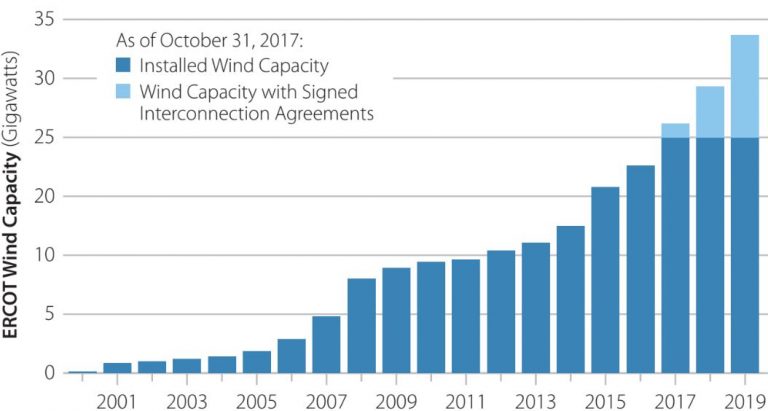 35
As of October 31, 2017:
Installed Wind Capacity
30
Wind Capacity with Signed
Interconnection Agreements
25
20
10
5
0
ERCOT Wind Capacity (Gigawatts)
2001 2003 2005 2007 2009 2011 2013 2015 2017 2019